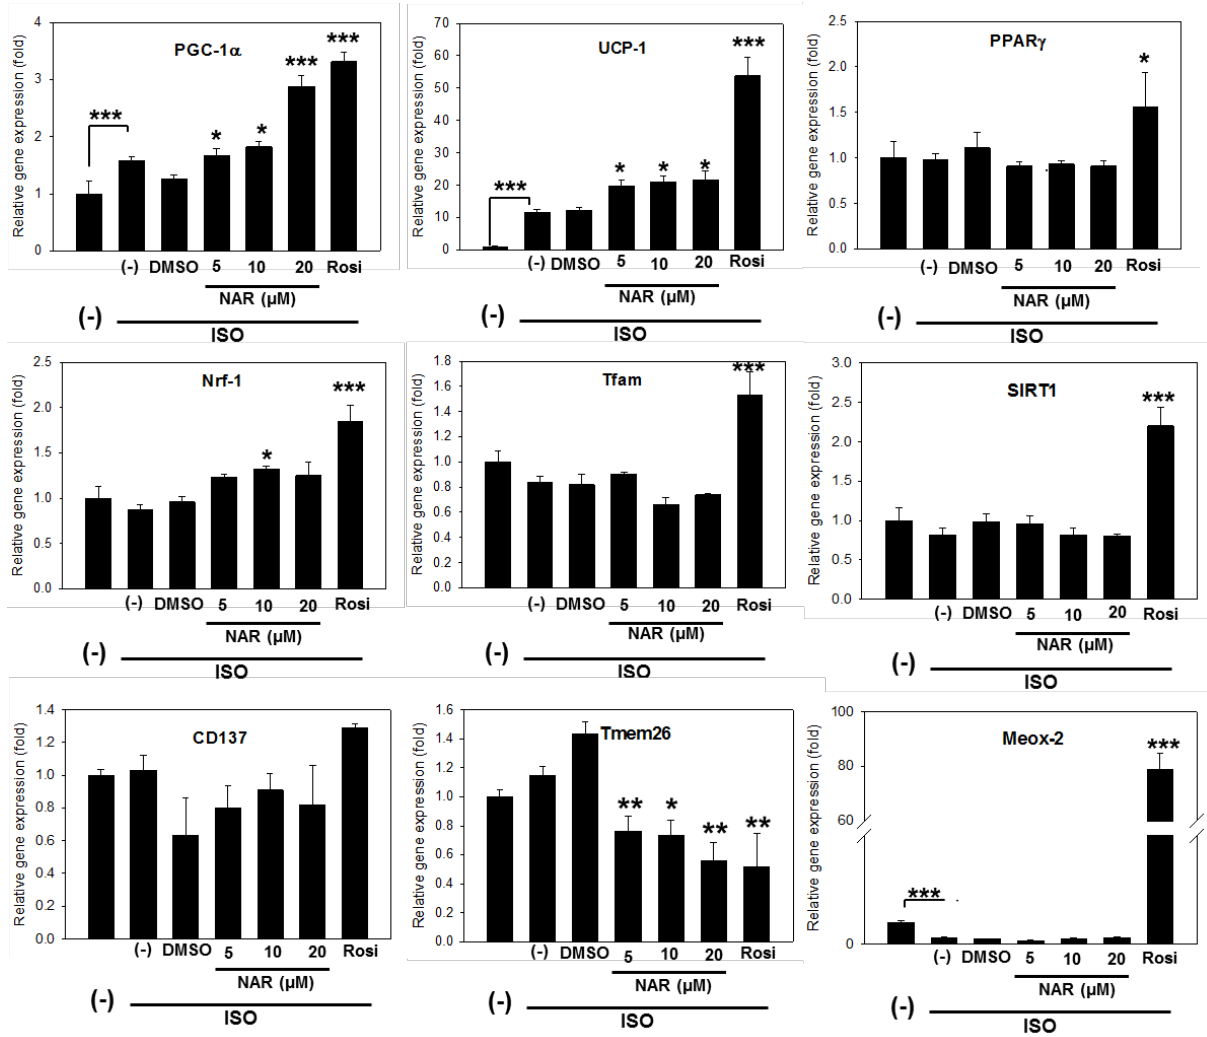 Relative gene expression (fold)
4
3
2
1
0
PGC-1α
***
*
*
***
***
(-) DMSO 5 10 20 Rosi
NAR (µM)
(-)
ISO
Relative gene expression (fold)
70
60
50
40
30
20
10
0
UCP-1
***
*
*
*
***
(-) DMSO 5 10 20 Rosi
NAR (µM)
(-)
ISO
Relative gene expression (fold)
2.5
2.0
1.5
1.0
0.5
0.0
PPARγ
*
(-) DMSO 5 10 20 Rosi
NAR (µM)
(-)
ISO
Relative gene expression (fold)
2.5
2.0
1.5
1.0
0.5
0.0
Nrf-1
*
***
(-) DMSO 5 10 20 Rosi
NAR (µM)
(-)
ISO
Relative gene expression (fold)
1.8
1.6
1.4
1.2
1.0
0.8
0.6
0.4
0.2
0.0
Tfam
***
(-) DMSO 5 10 20 Rosi
NAR (µM)
(-)
ISO
Relative gene expression (fold)
3.0
2.5
2.0
1.5
1.0
0.5
0.0
SIRT1
***
(-) DMSO 5 10 20 Rosi
NAR (µM)
(-)
ISO
Relative gene expression (fold)
1.4
1.2
1.0
0.8
0.6
0.4
0.2
0.0
CD137
(-) DMSO 5 10 20 Rosi
NAR (µM)
(-)
ISO
Relative gene expression (fold)
1.6
1.4
1.2
1.0
0.8
0.6
0.4
0.2
0.0
Tmem26
**
*
**
**
(-) DMSO 5 10 20 Rosi
NAR (µM)
(-)
ISO
Relative gene expression (fold)
100
80
60
0
Meox-2
***
***
(-) DMSO 5 10 20 Rosi
NAR (µM)
(-)
ISO